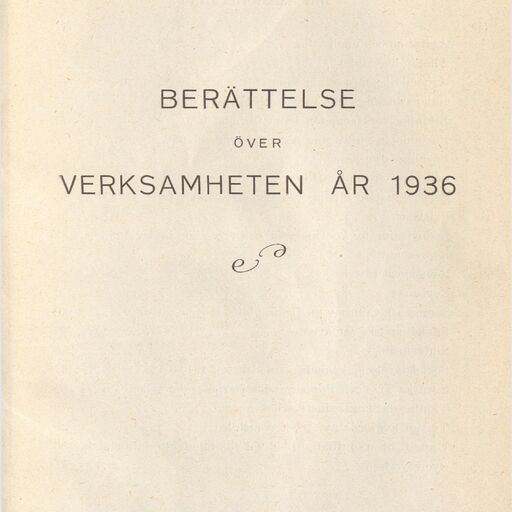 BERÄTTELSE
ÖVER
VERKSAMHETEN ÅR 1936